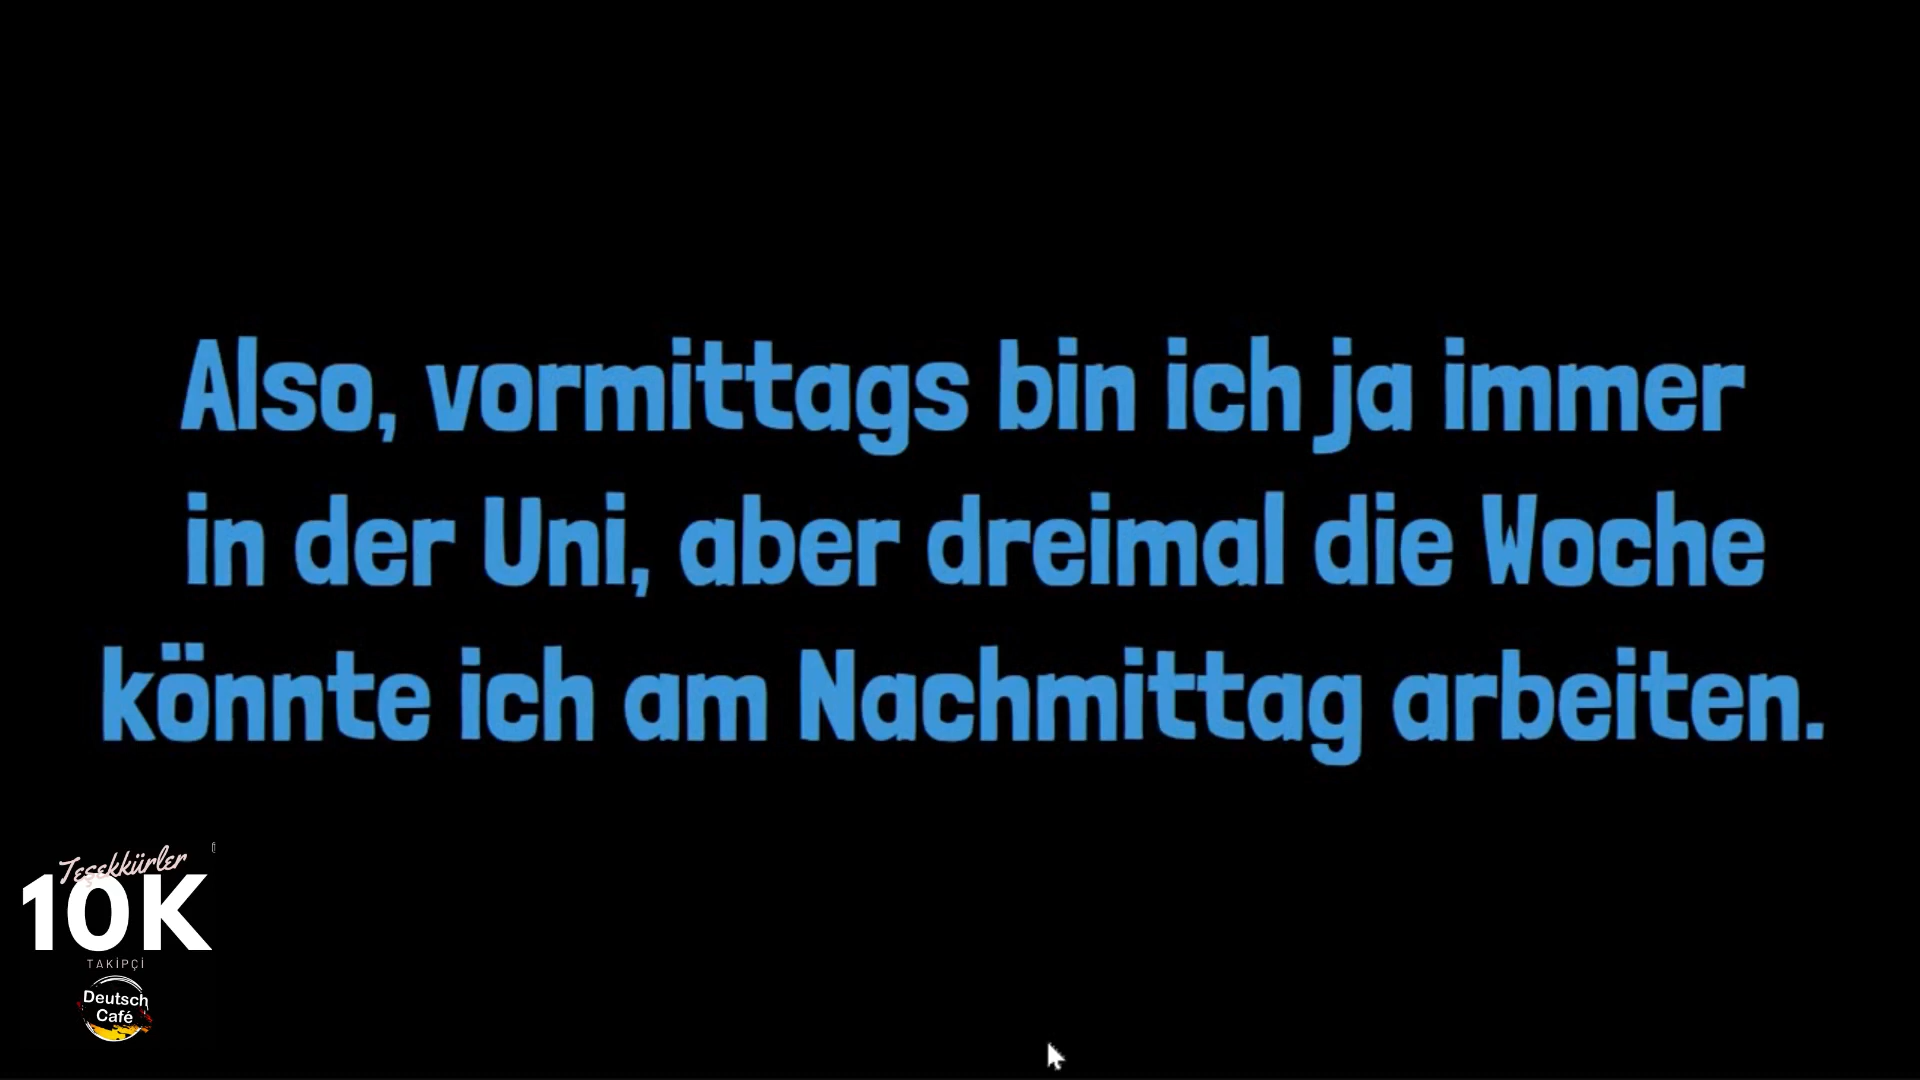 Also, vormittags bin ich ja immer
in der Uni, aber dreimal die Woche
könnte ich am Nachmittag arbeiten.
Teşekkürler
10K
TAKİPÇİ
Deutsch
Café